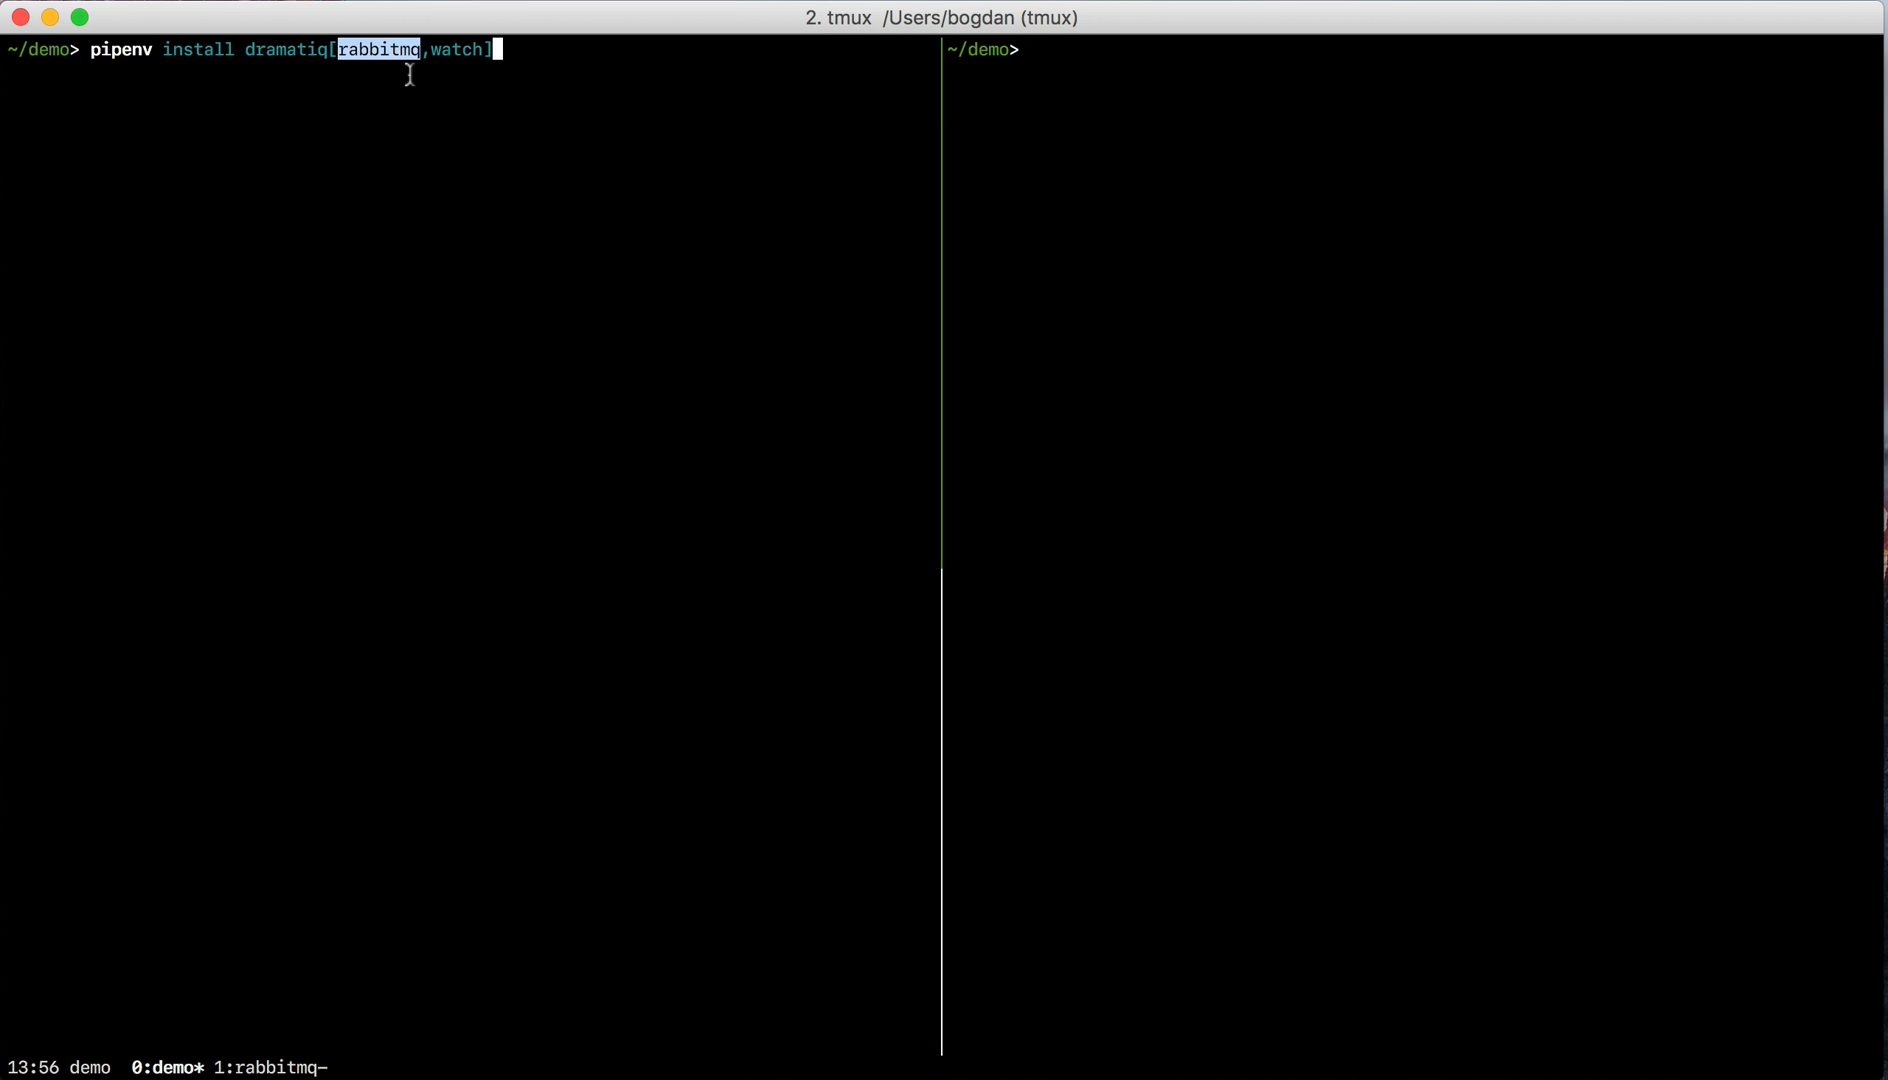 2. tmux /Users/bogdan (tmux)
~/demo> pipenv install dramatiq[rabbitmq,watch]
~/demo>
13:56 demo 0:demo* 1:rabbitmq-